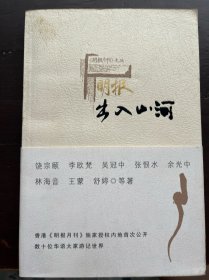 《明报月刊》文丛
明报
出入山河
饶宗颐 李欧梵 吴冠中 张恨水 余光中
林海音 王蒙 舒婷◎等著
香港《明报月刊》独家授权内地首次公开
数十位华语大家游记世界